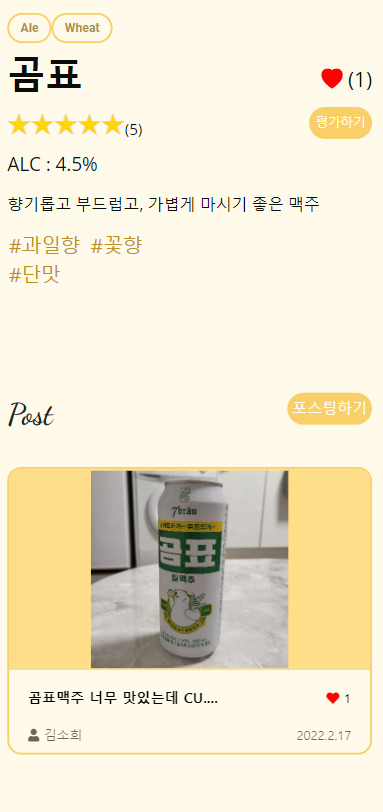 Ale Wheat
곰표
(1)
(5) 평가하기
ALC : 4.5%
향기롭고 부드럽고, 가볍게 마시기 좋은 맥주
#과일향 #꽃향
#단맛
Post 포스팅하기
7bräu
곰표
밀맥주
곰표맥주 너무 맛있는데 CU.... 1
김소희 2022.2.17